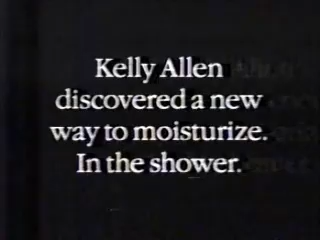 Kelly Allen
discovered a new
way to moisturize.
In the shower.